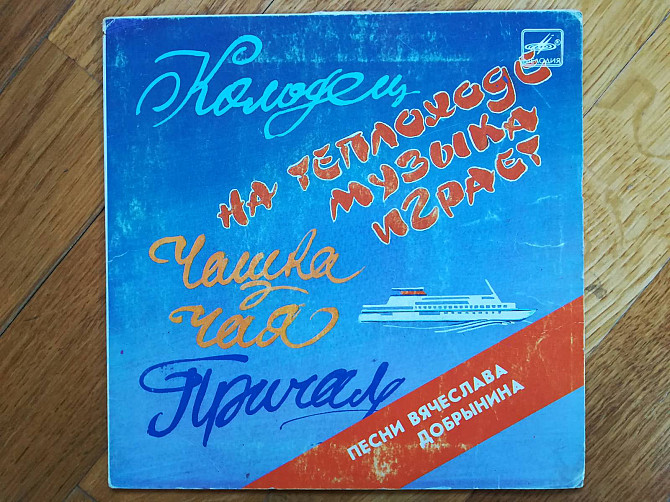 Колодец
МЕЛОДИЯ
НА ТЕПЛОХОДЕ
МУЗЫКА
ИГРАЕТ
Чашка
чая
Причал
ПЕСНИ ВЯЧЕСЛАВА
ДОБРЫНИНА